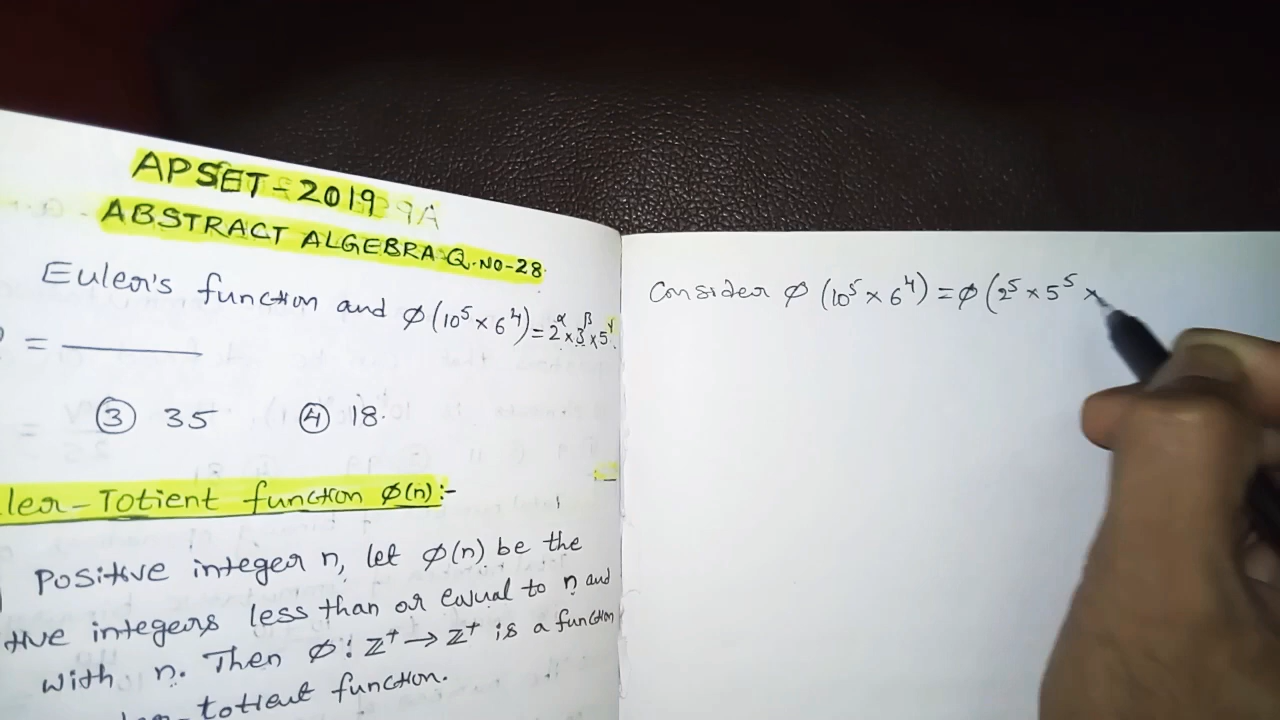 APSET-2019
ABSTRACT ALGEBRA Q.NO-28
Euler's function and φ(10⁵×6⁴)=2^α×3^β×5^γ.
= ______
③ 35 ④ 18.
ler-Totient function φ(n):-
Positive integer n, let φ(n) be the
tive integers less than or equal to n and
with n. Then φ:Z⁺→Z⁺ is a function
totient function.
Consider φ(10⁵×6⁴)=φ(2⁵×5⁵×